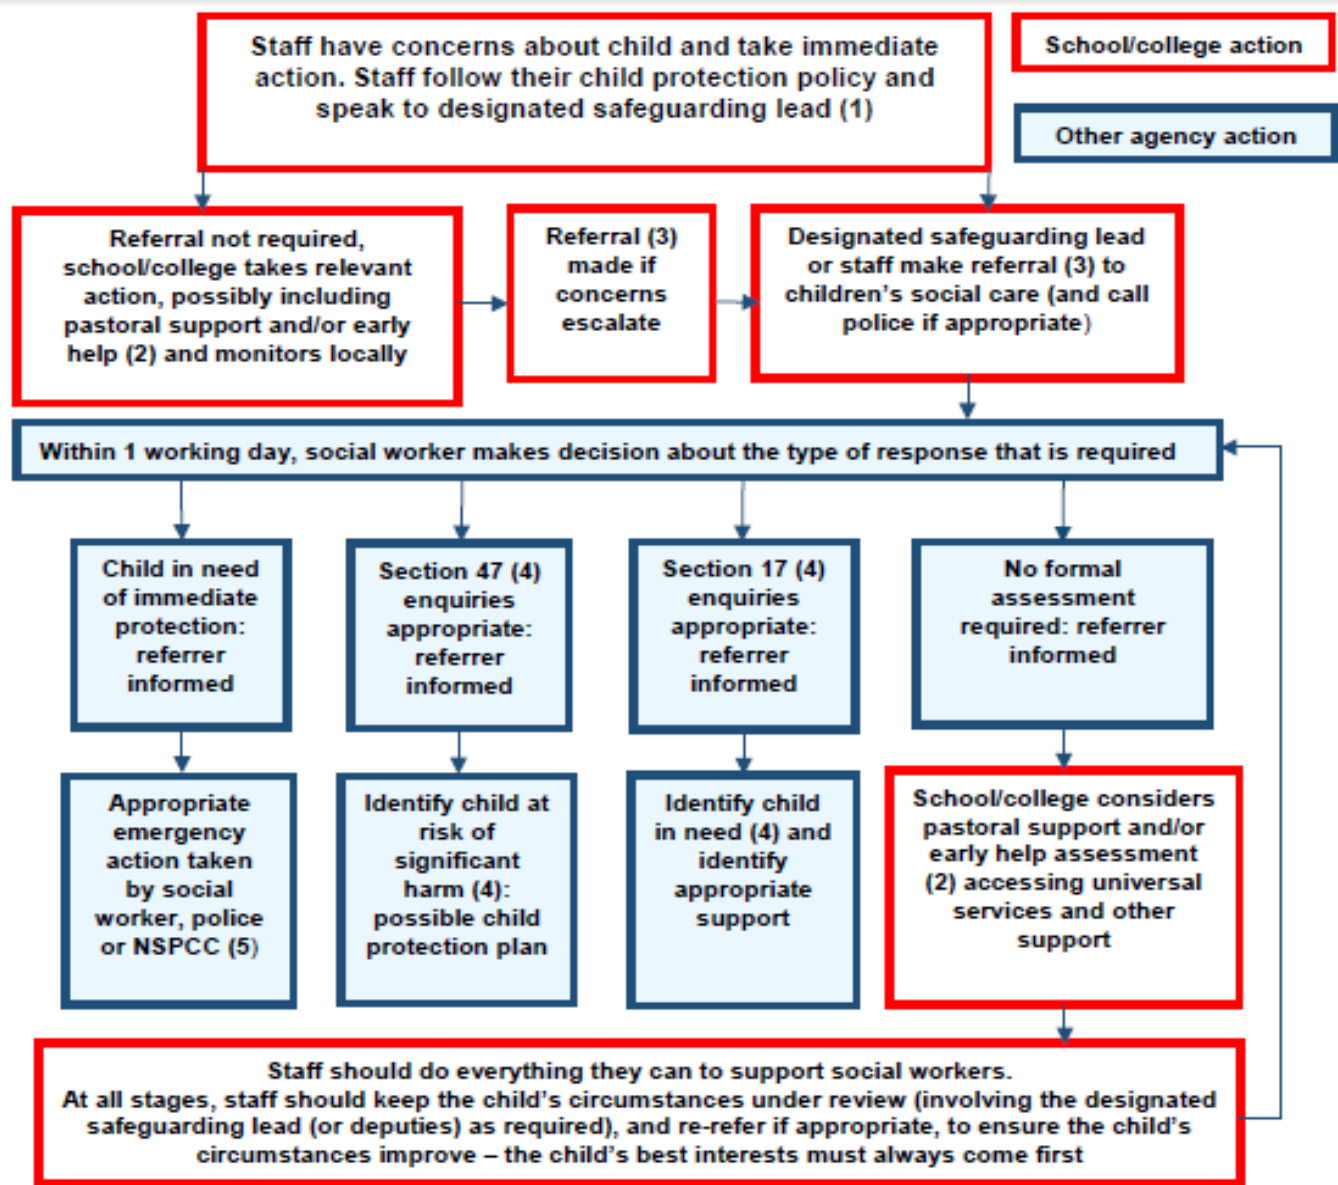 Staff have concerns about child and take immediate
action. Staff follow their child protection policy and
speak to designated safeguarding lead (1)
School/college action
Other agency action
Referral not required,
school/college takes relevant
action, possibly including
pastoral support and/or early
help (2) and monitors locally
Referral (3)
made if
concerns
escalate
Designated safeguarding lead
or staff make referral (3) to
children’s social care (and call
police if appropriate)
Within 1 working day, social worker makes decision about the type of response that is required
Child in need
of immediate
protection:
referrer
informed
Section 47 (4)
enquiries
appropriate:
referrer
informed
Section 17 (4)
enquiries
appropriate:
referrer
informed
No formal
assessment
required: referrer
informed
Appropriate
emergency
action taken
by social
worker, police
or NSPCC (5)
Identify child at
risk of
significant
harm (4):
possible child
protection plan
Identify child
in need (4) and
identify
appropriate
support
School/college considers
pastoral support and/or
early help assessment
(2) accessing universal
services and other
support
Staff should do everything they can to support social workers.
At all stages, staff should keep the child’s circumstances under review (involving the designated
safeguarding lead (or deputies) as required), and re-refer if appropriate, to ensure the child’s
circumstances improve – the child’s best interests must always come first